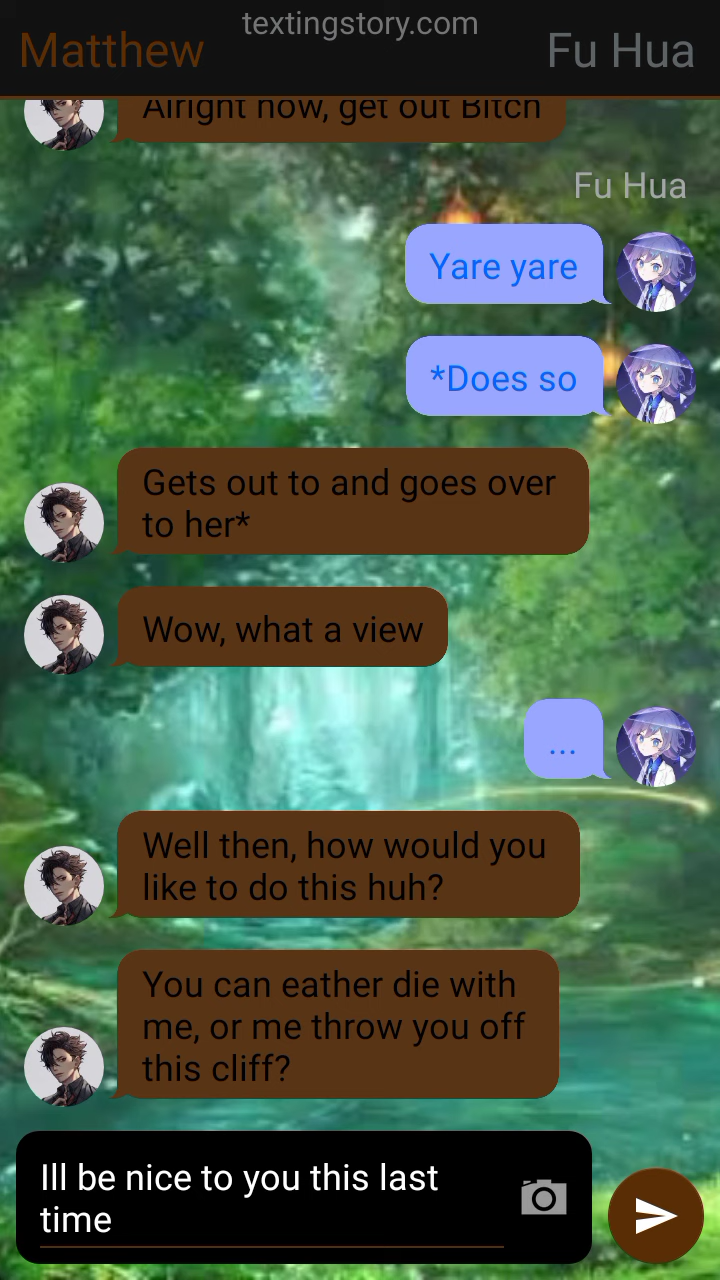 textingstory.com
Matthew
Fu Hua
Alright now, get out Bitch
Fu Hua
Yare yare
*Does so
Gets out to and goes over
to her*
Wow, what a view
...
Well then, how would you
like to do this huh?
You can eather die with
me, or me throw you off
this cliff?
Ill be nice to you this last
time